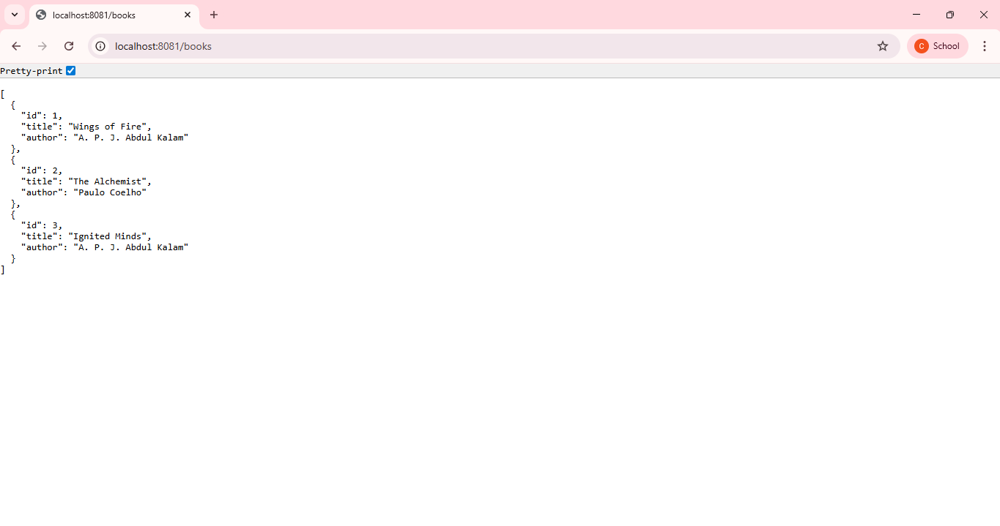 localhost:8081/books
localhost:8081/books
School
Pretty-print
[
  {
    "id": 1,
    "title": "Wings of Fire",
    "author": "A. P. J. Abdul Kalam"
  },
  {
    "id": 2,
    "title": "The Alchemist",
    "author": "Paulo Coelho"
  },
  {
    "id": 3,
    "title": "Ignited Minds",
    "author": "A. P. J. Abdul Kalam"
  }
]